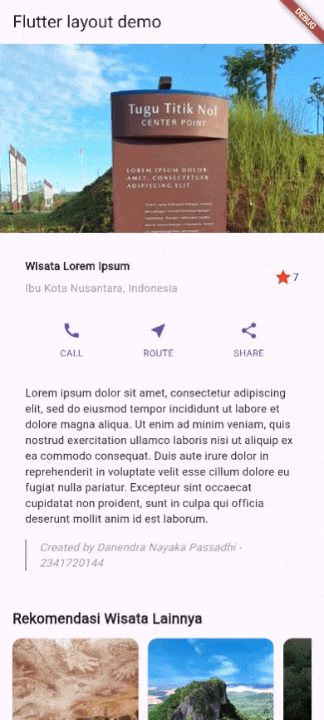 Flutter layout demo
DEBUG
Tugu Titik Nol
CENTER POINT
LOREM IPSUM DOLOR
AMET, CONSECTETUR
ADIPISCING ELIT
Wisata Lorem Ipsum
Ibu Kota Nusantara, Indonesia
7
CALL
ROUTE
SHARE
Lorem ipsum dolor sit amet, consectetur adipiscing
elit, sed do eiusmod tempor incididunt ut labore et
dolore magna aliqua. Ut enim ad minim veniam, quis
nostrud exercitation ullamco laboris nisi ut aliquip ex
ea commodo consequat. Duis aute irure dolor in
reprehenderit in voluptate velit esse cillum dolore eu
fugiat nulla pariatur. Excepteur sint occaecat
cupidatat non proident, sunt in culpa qui officia
deserunt mollit anim id est laborum.
Created by Danendra Nayaka Passadhi -
2341720144
Rekomendasi Wisata Lainnya